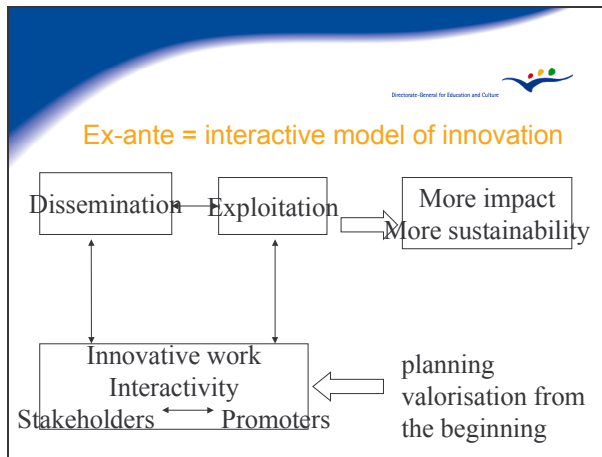 Directorate-General for Education and Culture
Ex-ante = interactive model of innovation
Dissemination
Exploitation
More impact
More sustainability
Innovative work
Interactivity
Stakeholders
Promoters
planning
valorisation from
the beginning